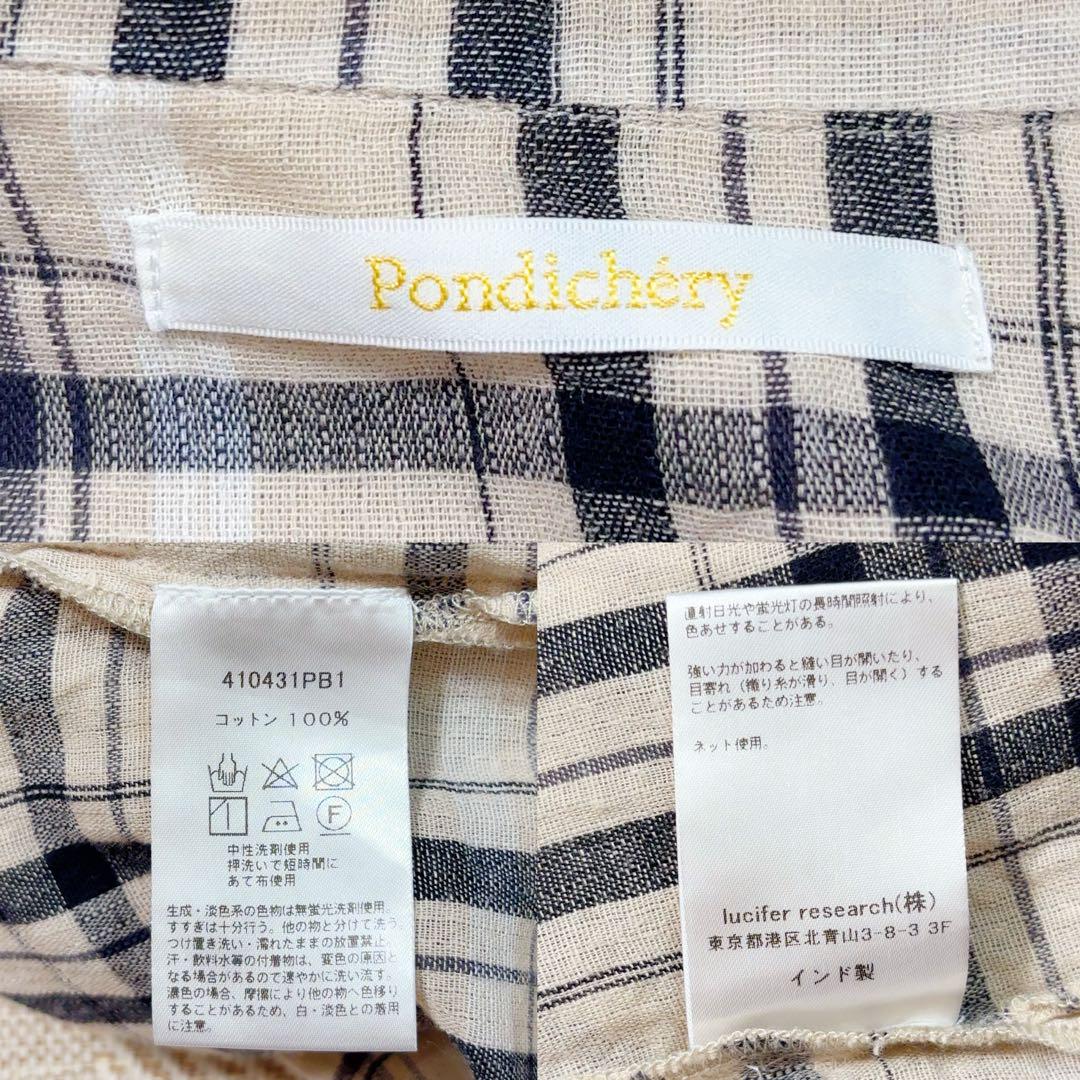 Pondichéry
410431PB1
コットン 100%
F
中性洗剤使用
押洗いで短時間に
あて布使用
生成・淡色系の色物は無蛍光洗剤使用。
すすぎは十分行う。他の物と分けて洗う。
つけ置き洗い・濡れたままの放置禁止。
汗・飲料水等の付着物は、変色の原因と
なる場合があるので速やかに洗い流す。
濃色の場合、摩擦により他の物へ色移り
することがあるため、白・淡色との着用
に注意。
直射日光や蛍光灯の長時間照射により、
色あせすることがある。
強い力が加わると縫い目が開いたり、
目寄れ（織り糸が滑り、目が開く）する
ことがあるため注意。
ネット使用。
lucifer research(株)
東京都港区北青山3-8-3 3F
インド製